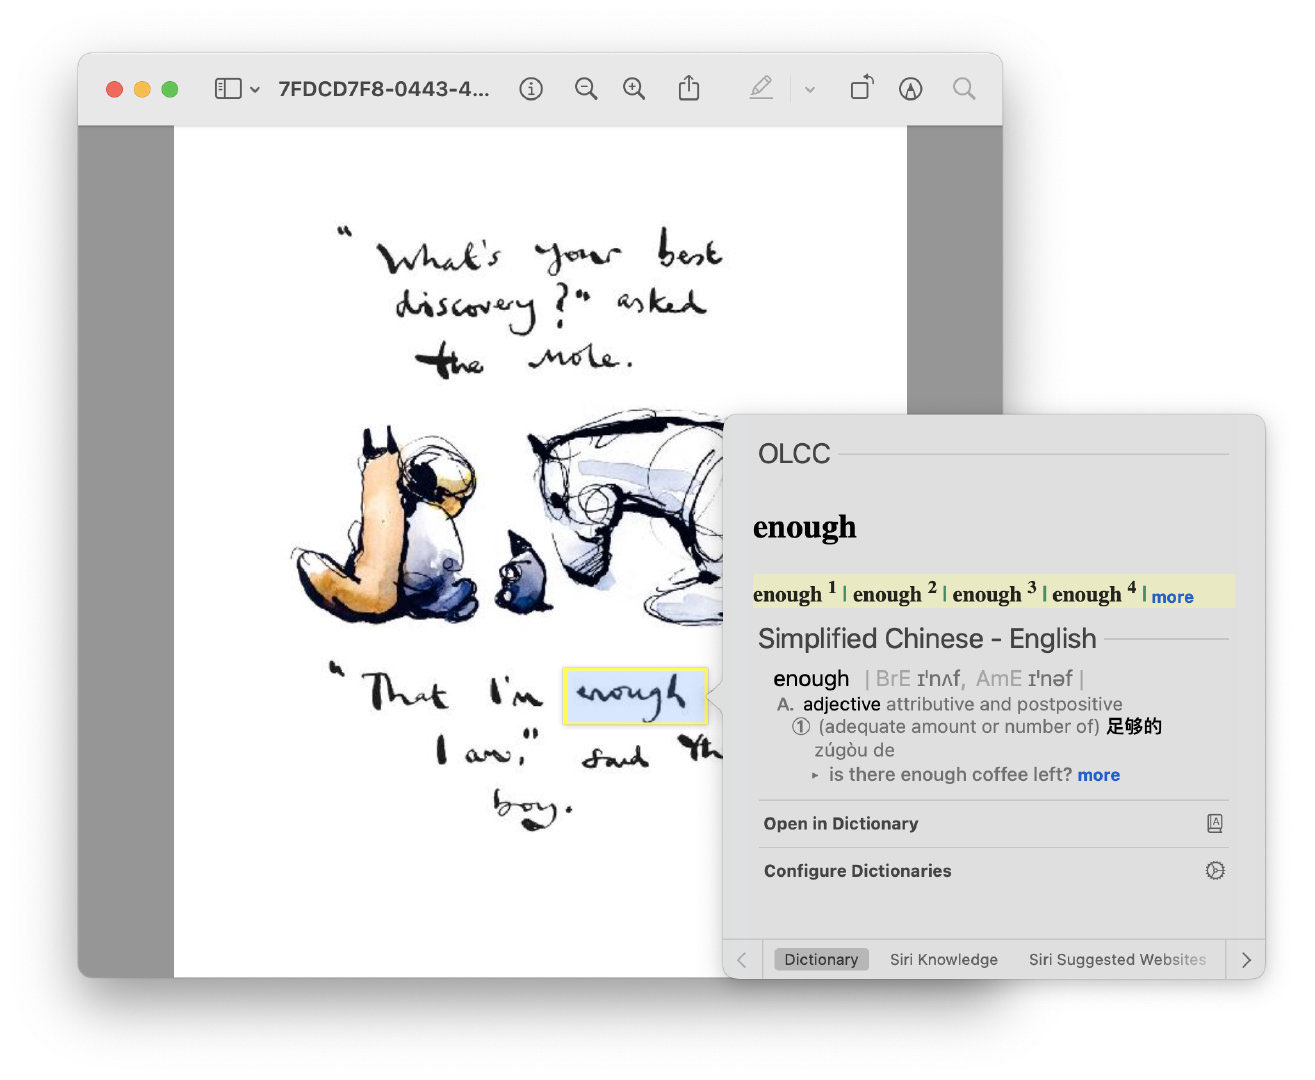 7FDCD7F8-0443-4...
“What's your best
discovery?” asked
the mole.
“That I'm enough
I am,” said th
boy.
OLCC
enough
enough 1 | enough 2 | enough 3 | enough 4 | more
Simplified Chinese - English
enough | BrE ɪˈnʌf, AmE ɪˈnəf |
A. adjective attributive and postpositive
① (adequate amount or number of) 足够的
zúgòu de
▸ is there enough coffee left? more
Open in Dictionary
Configure Dictionaries
Dictionary Siri Knowledge Siri Suggested Websites